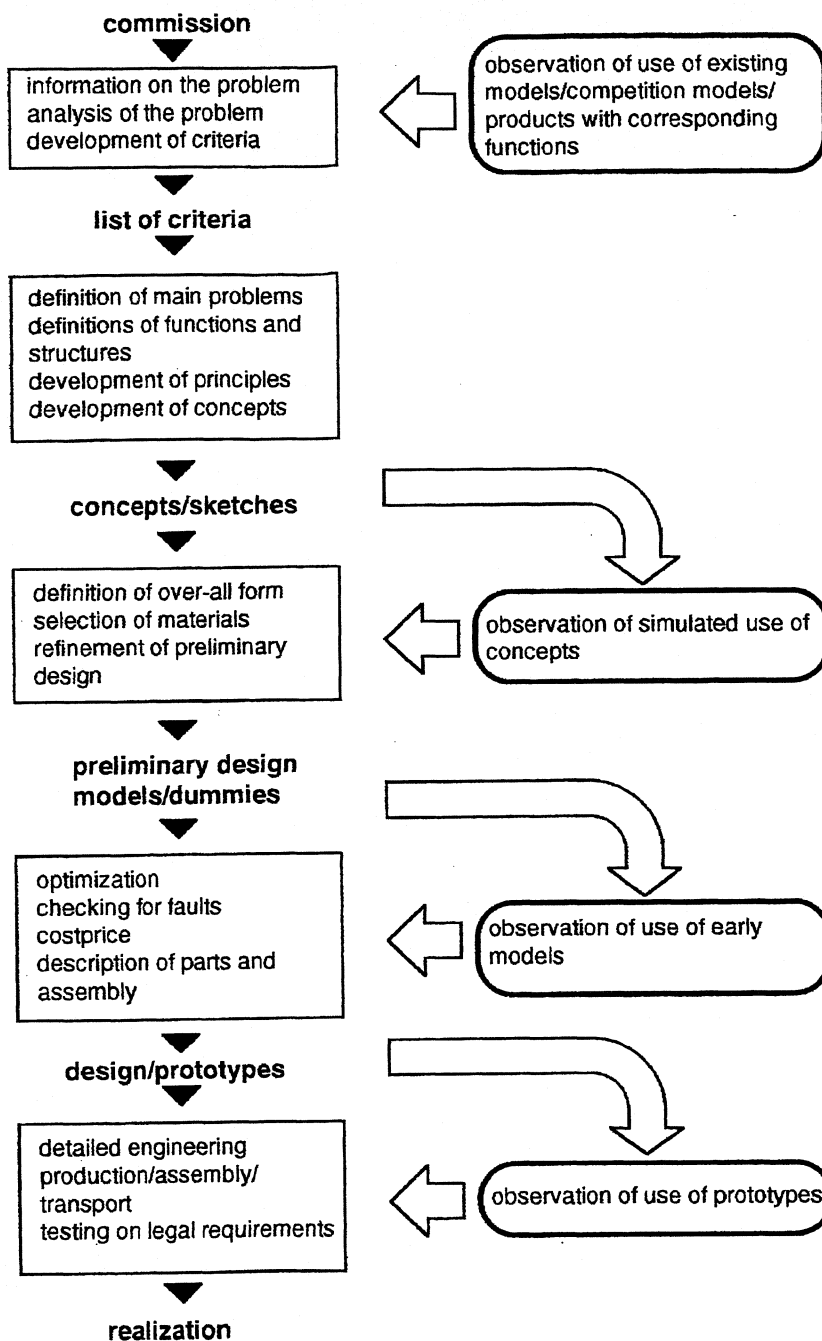 commission
information on the problem
analysis of the problem
development of criteria
observation of use of existing
models/competition models/
products with corresponding
functions
list of criteria
definition of main problems
definitions of functions and
structures
development of principles
development of concepts
concepts/sketches
definition of over-all form
selection of materials
refinement of preliminary
design
observation of simulated use of
concepts
preliminary design
models/dummies
optimization
checking for faults
costprice
description of parts and
assembly
observation of use of early
models
design/prototypes
detailed engineering
production/assembly/
transport
testing on legal requirements
observation of use of prototypes
realization